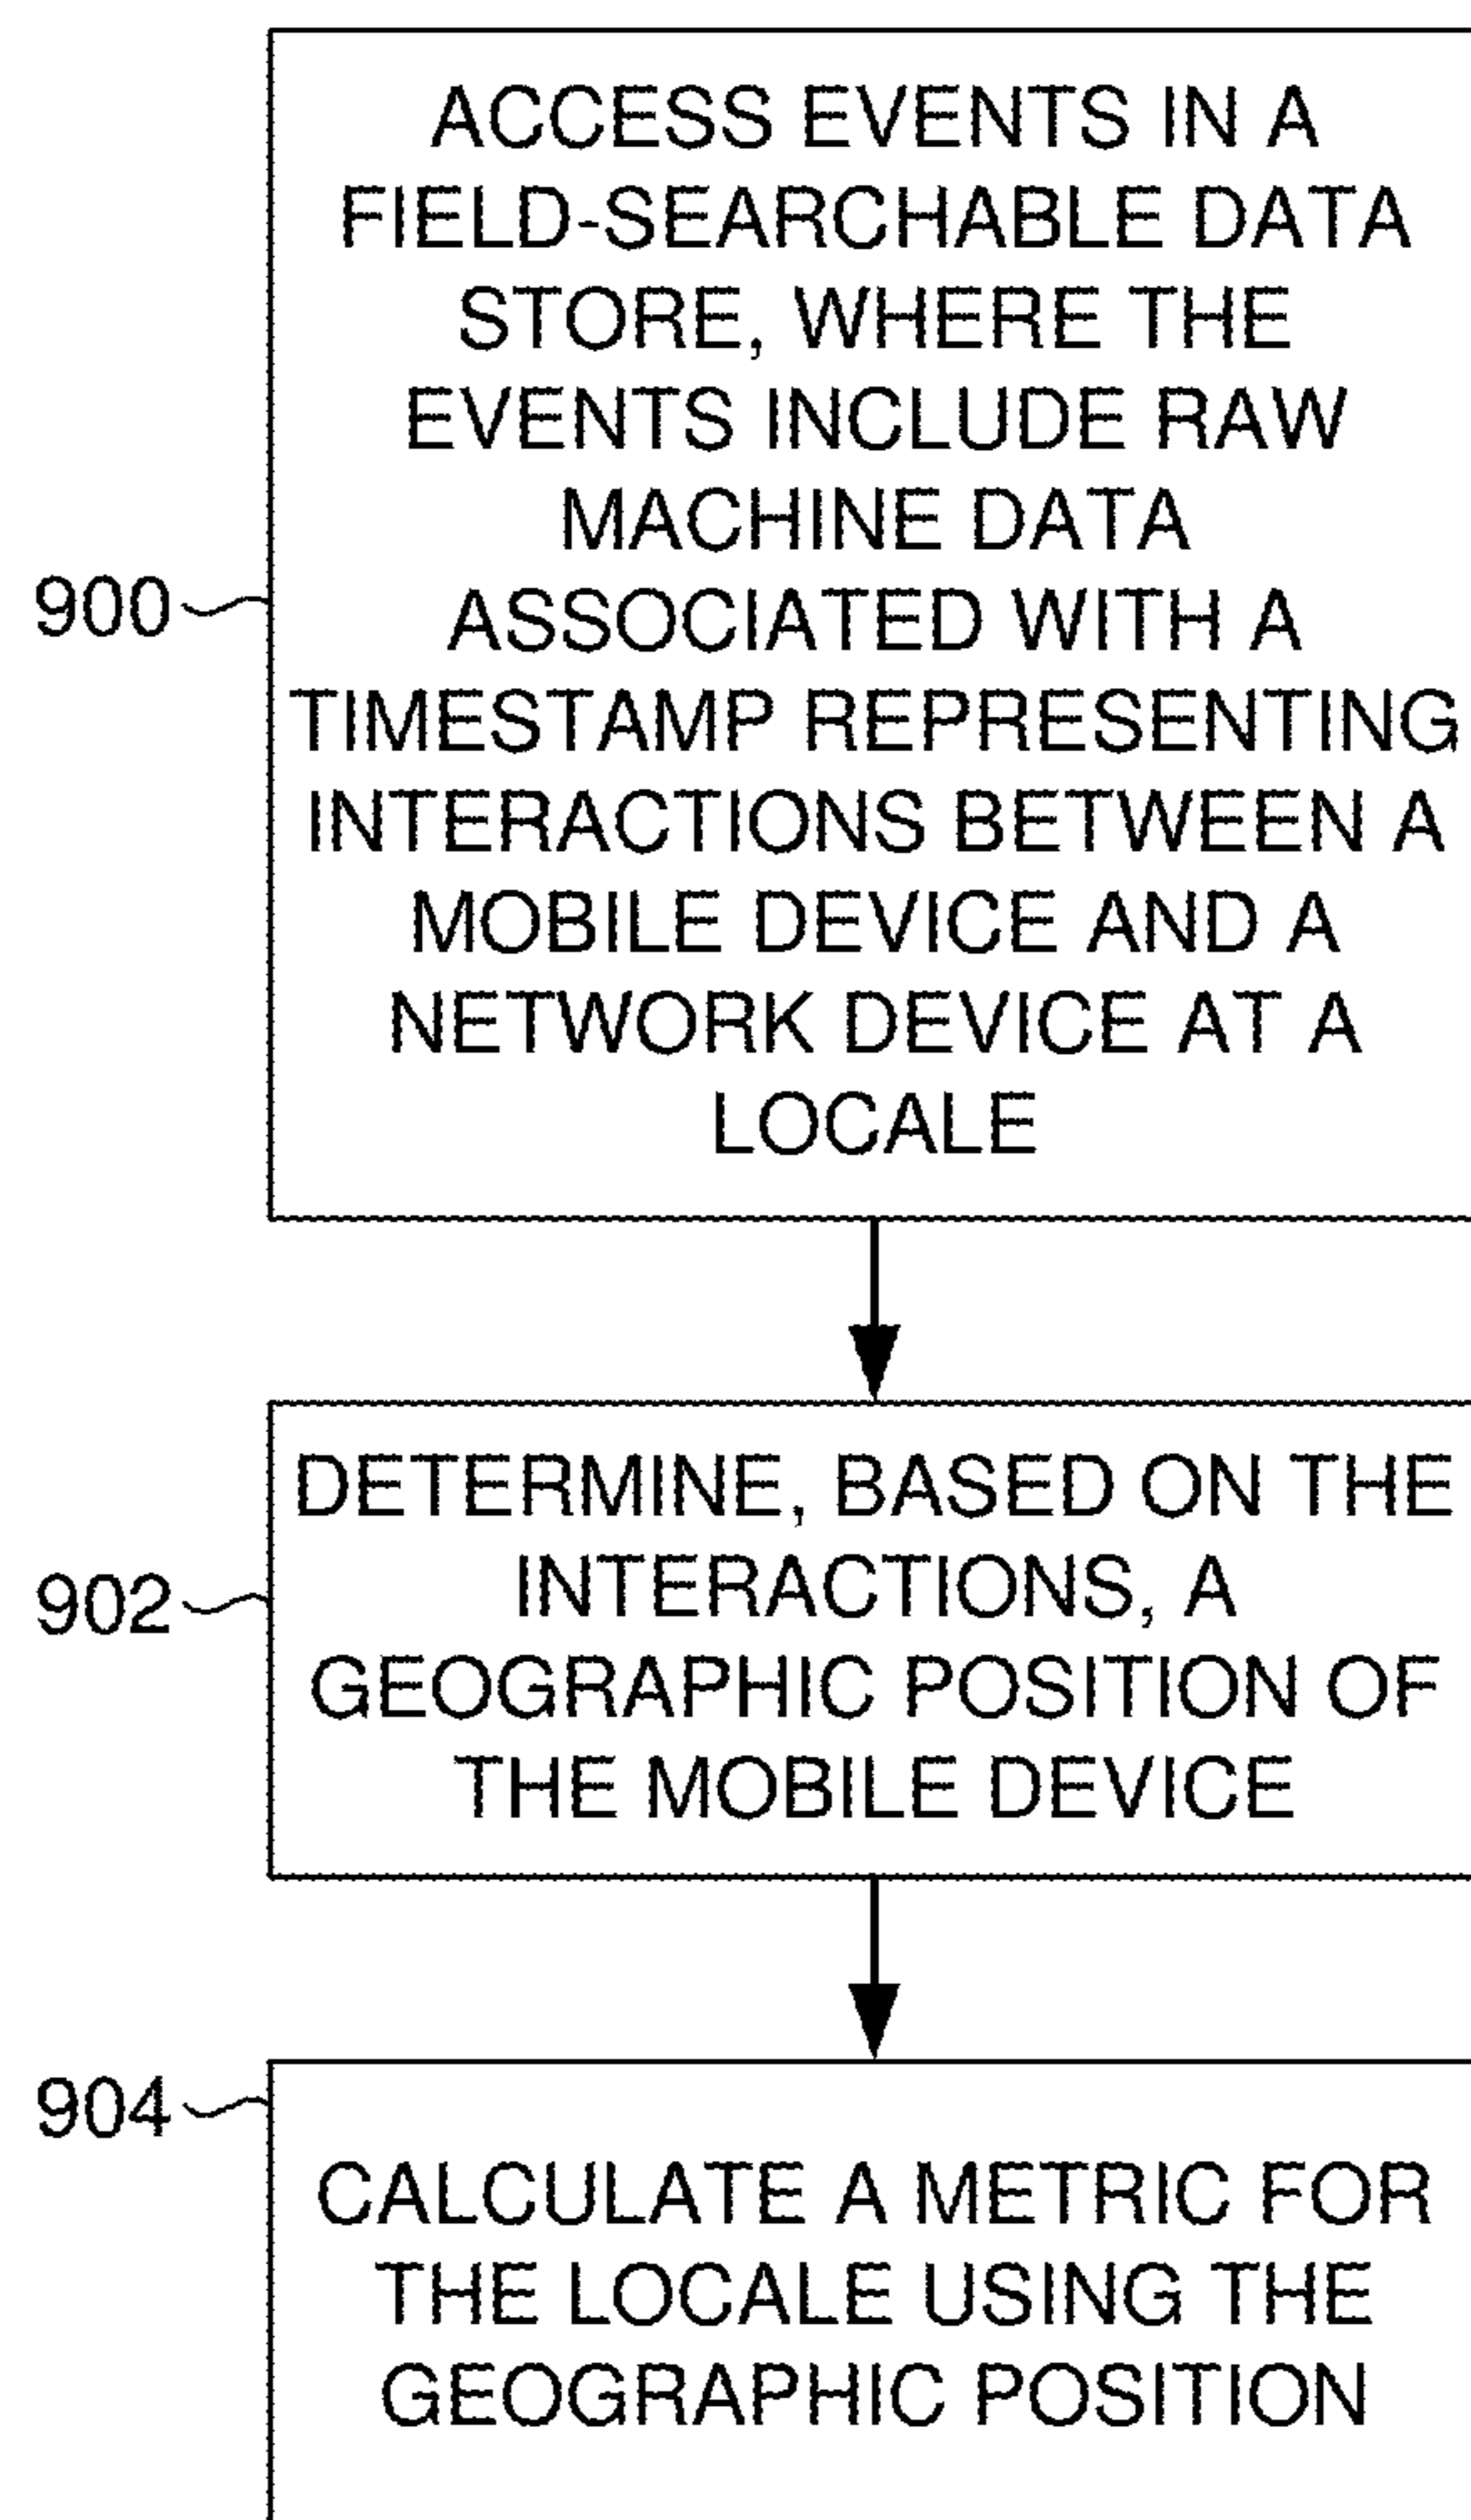 ACCESS EVENTS IN A
FIELD-SEARCHABLE DATA
STORE, WHERE THE
EVENTS INCLUDE RAW
MACHINE DATA
900
ASSOCIATED WITH A
TIMESTAMP REPRESENTING
INTERACTIONS BETWEEN A
MOBILE DEVICE AND A
NETWORK DEVICE AT A
LOCALE
DETERMINE, BASED ON THE
902
INTERACTIONS, A
GEOGRAPHIC POSITION OF
THE MOBILE DEVICE
904
CALCULATE A METRIC FOR
THE LOCALE USING THE
GEOGRAPHIC POSITION